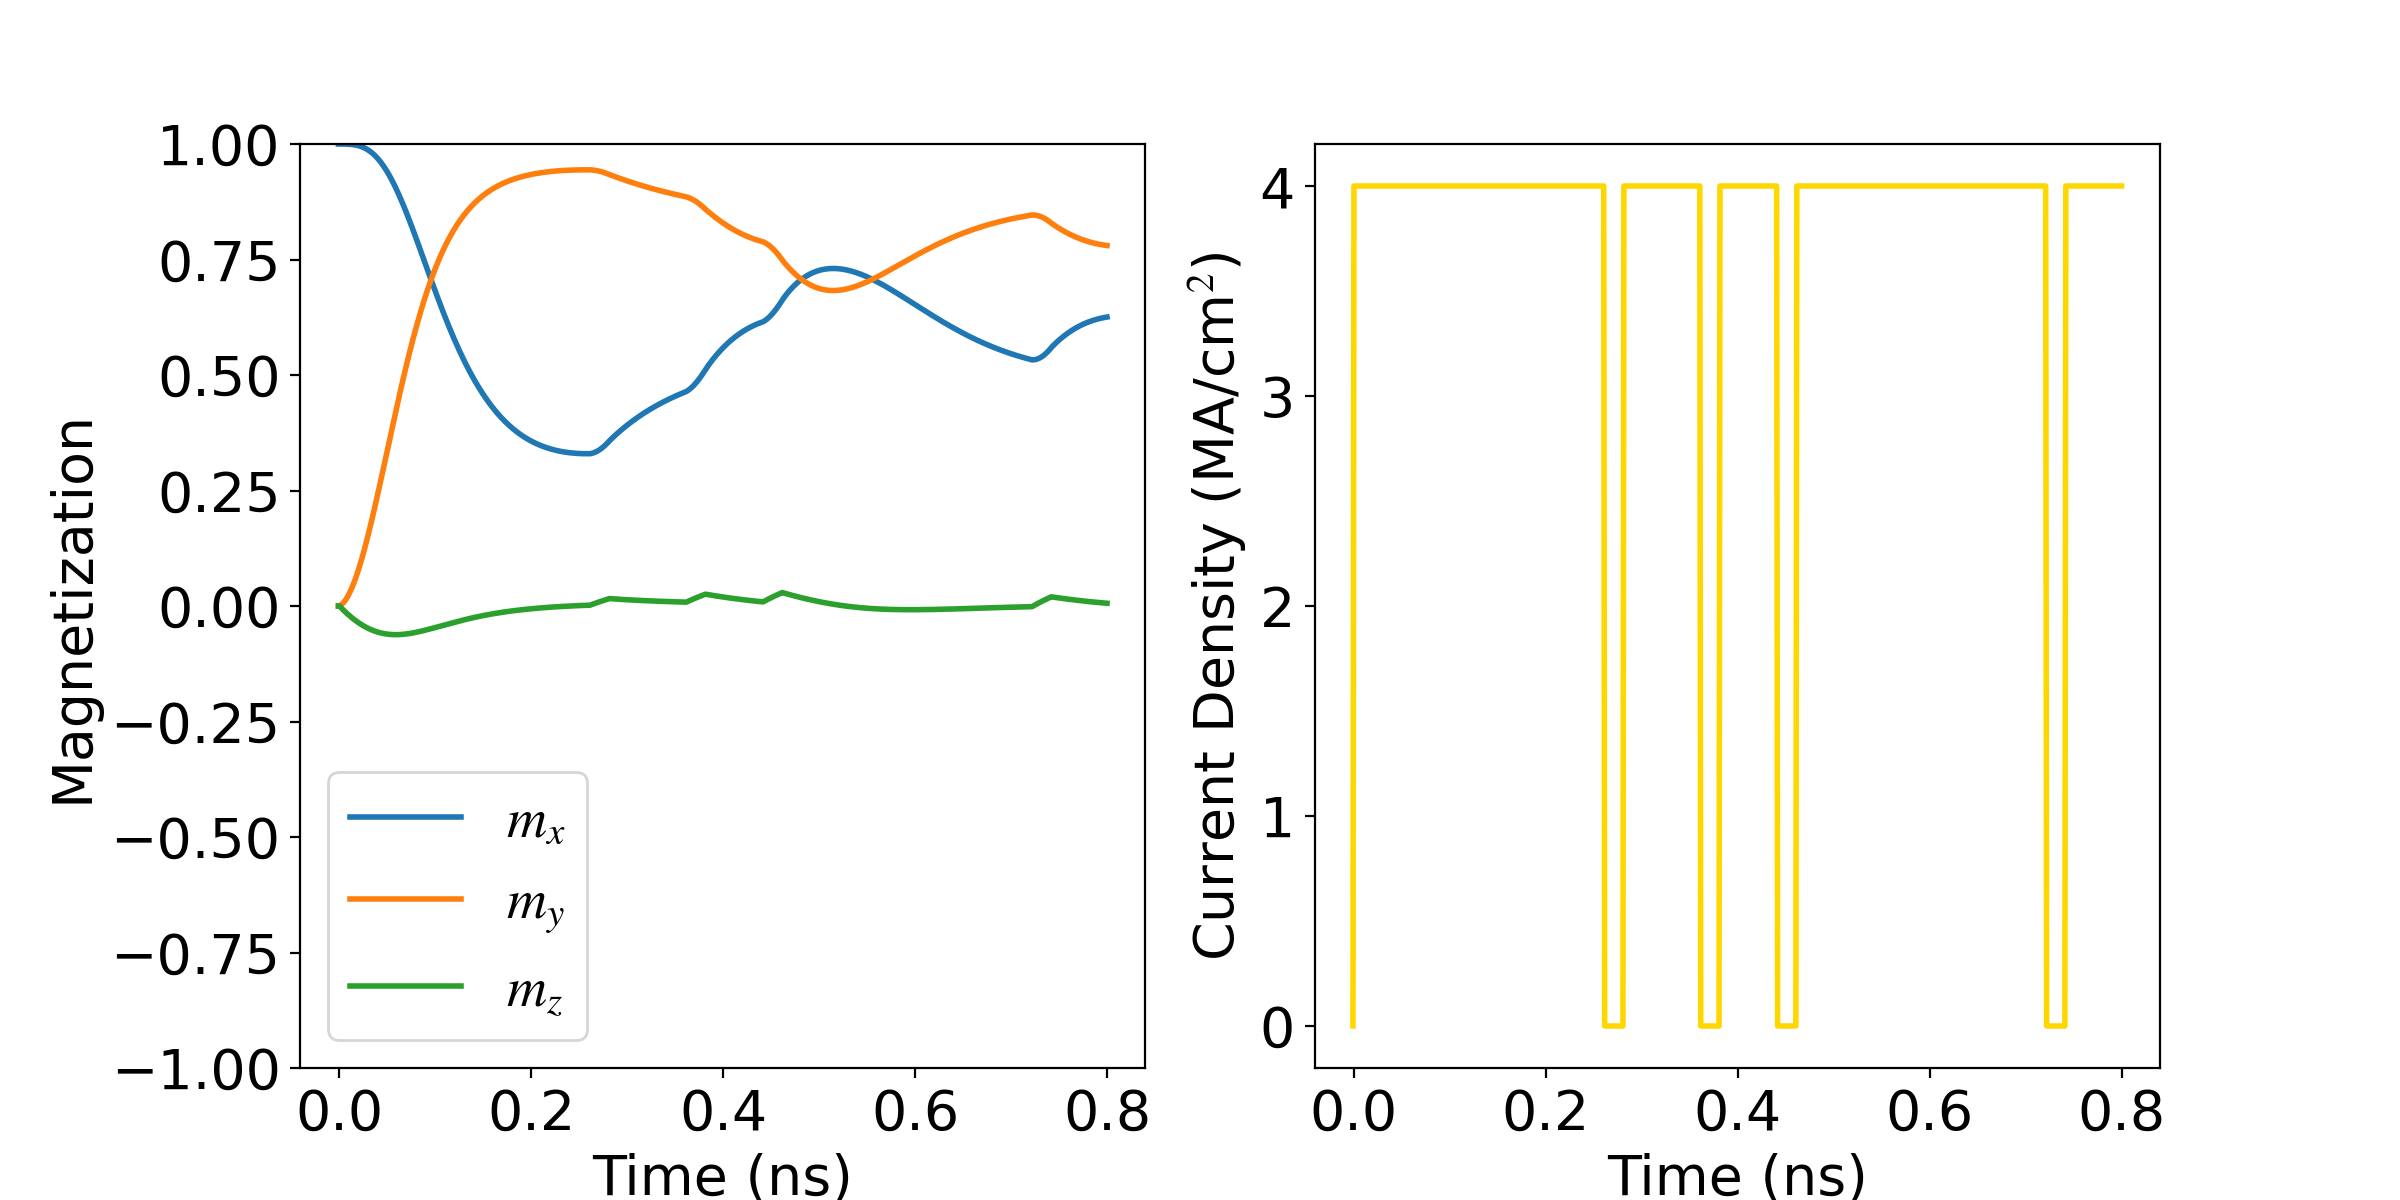 1.00
0.75
0.50
0.25
0.00
−0.25
−0.50
−0.75
−1.00
Magnetization
0.0 0.2 0.4 0.6 0.8
Time (ns)
m_x
m_y
m_z
4
3
2
1
0
Current Density (MA/cm²)
0.0 0.2 0.4 0.6 0.8
Time (ns)